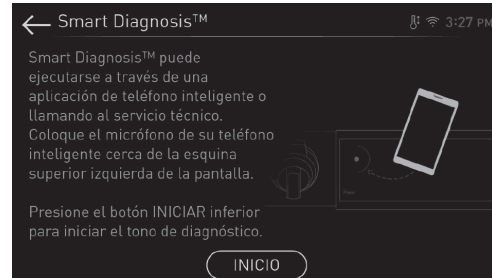 Smart Diagnosis™
3:27 PM
Smart Diagnosis™ puede
ejecutarse a través de una
aplicación de teléfono inteligente o
llamando al servicio técnico.
Coloque el micrófono de su teléfono
inteligente cerca de la esquina
superior izquierda de la pantalla.
Presione el botón INICIAR inferior
para iniciar el tono de diagnóstico.
INICIO